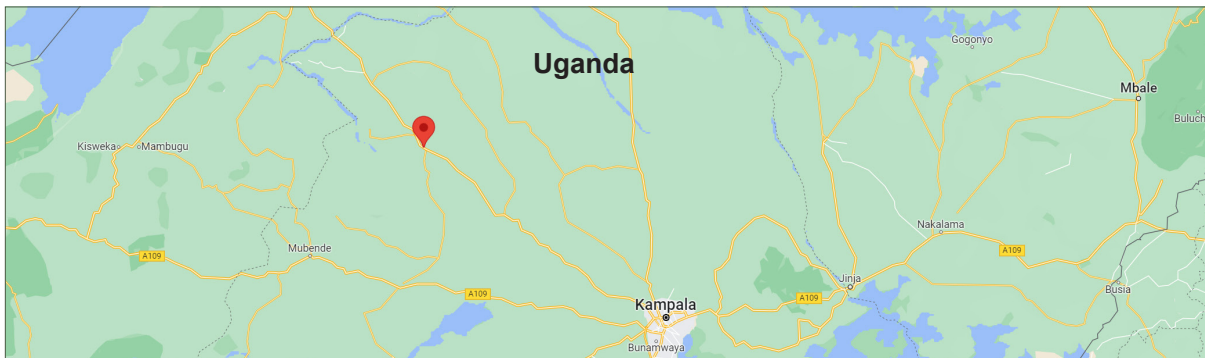 Uganda
Gogonyo
Mbale
Buluch
Kisweka
Mambugu
Nakalama
Mubende
A109
A109
Jinja
A109
A109
Busia
Kampala
Bunamwaya